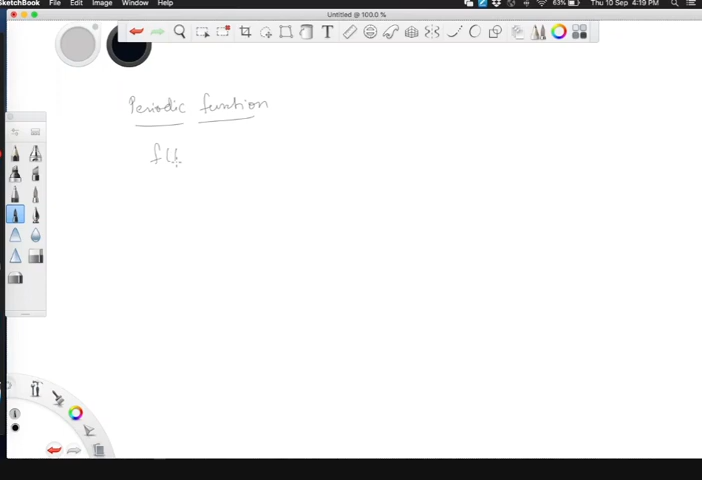 SketchBook File Edit Image Window Help 63% Thu 10 Sep 4:19 PM
Untitled @ 100.0 %
T
Periodic function
f(t